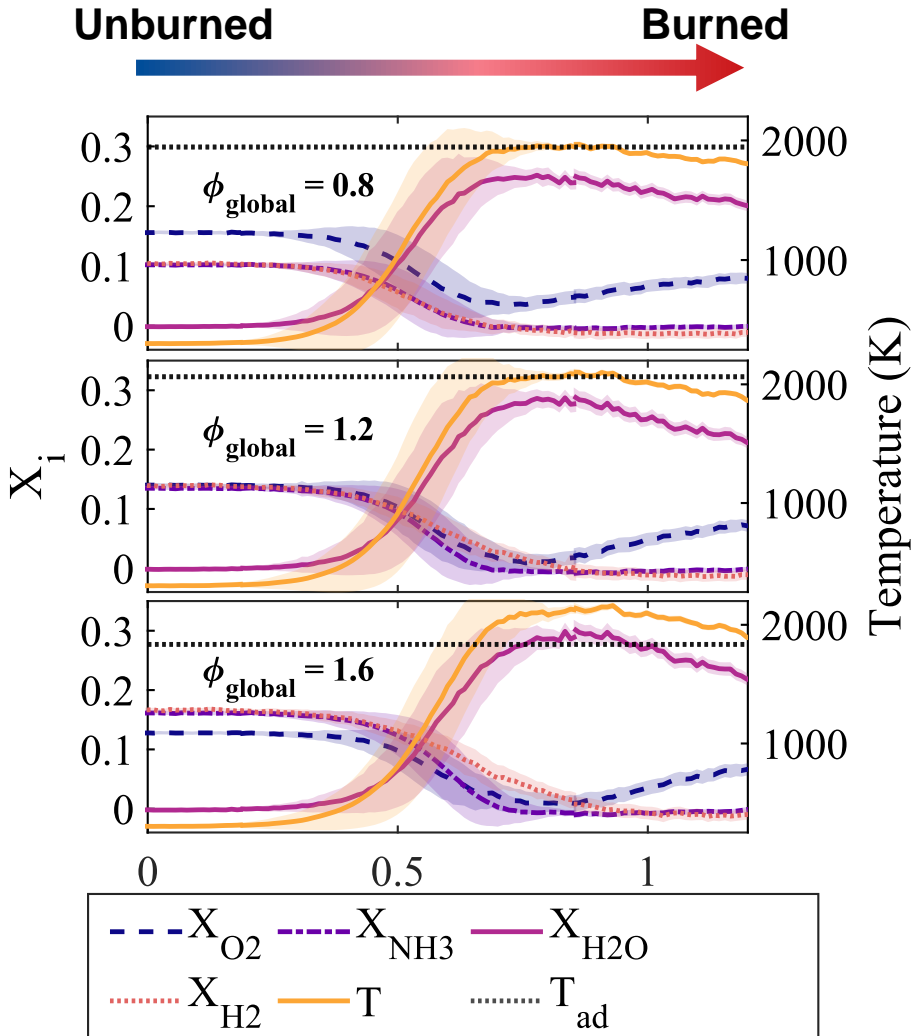 Unburned Burned
0.3 2000
ϕglobal = 0.8
0.2
0.1 1000
0
0.3 2000
ϕglobal = 1.2
0.2
0.1 1000
0
Xi
Temperature (K)
0.3 2000
ϕglobal = 1.6
0.2
0.1 1000
0
0 0.5 1
XO2 XNH3 XH2O
XH2 T Tad